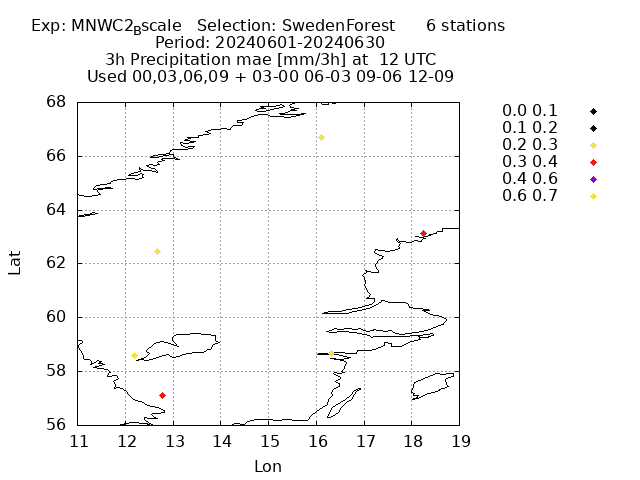 Exp: MNWC2Bscale Selection: SwedenForest 6 stations
Period: 20240601-20240630
3h Precipitation mae [mm/3h] at 12 UTC
Used 00,03,06,09 + 03-00 06-03 09-06 12-09
0.0 0.1
0.1 0.2
0.2 0.3
0.3 0.4
0.4 0.6
0.6 0.7
68
66
64
62
60
58
56
Lat
11 12 13 14 15 16 17 18 19
Lon